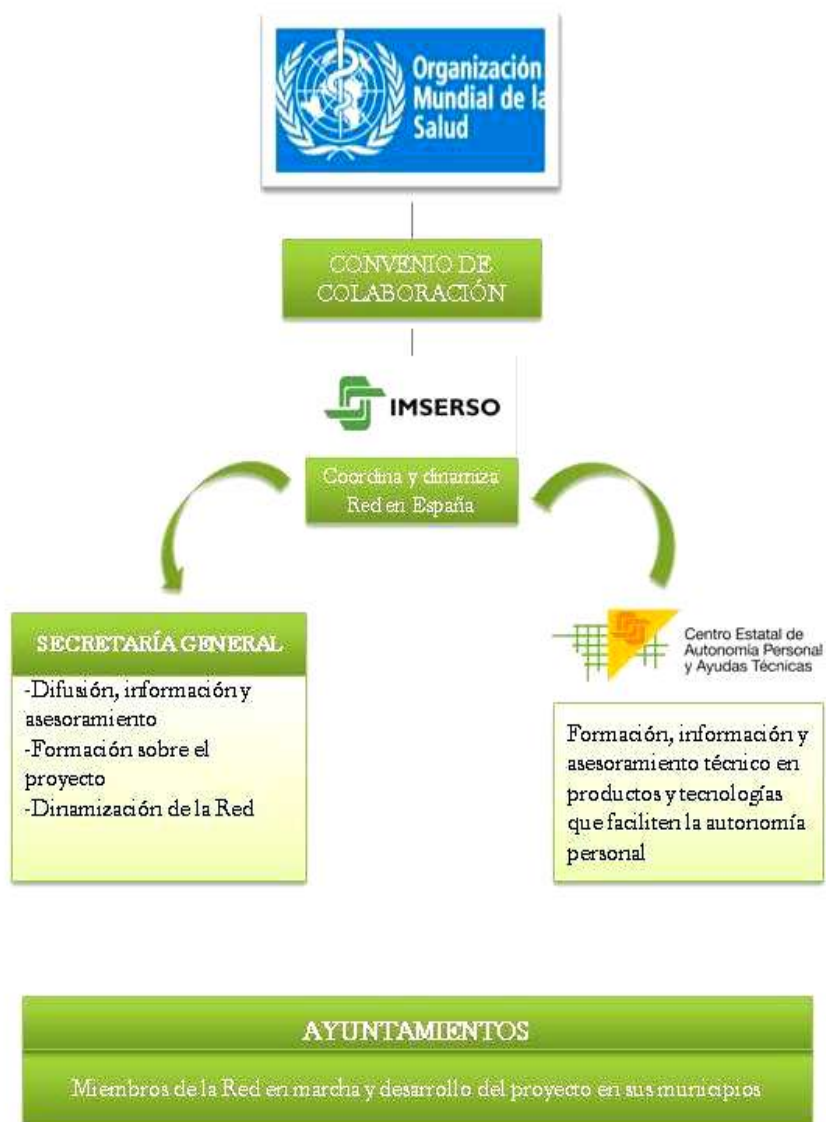 Organización
Mundial de la
Salud
CONVENIO DE
COLABORACIÓN
IMSERSO
Coordina y dinamiza
Red en España
SECRETARÍA GENERAL
-Difusión, información y
asesoramiento
-Formación sobre el
proyecto
-Dinamización de la Red
Centro Estatal de
Autonomía Personal
y Ayudas Técnicas
Formación, información y
asesoramiento técnico en
productos y tecnologías
que faciliten la autonomía
personal
AYUNTAMIENTOS
Miembros de la Red en marcha y desarrollo del proyecto en sus municipios